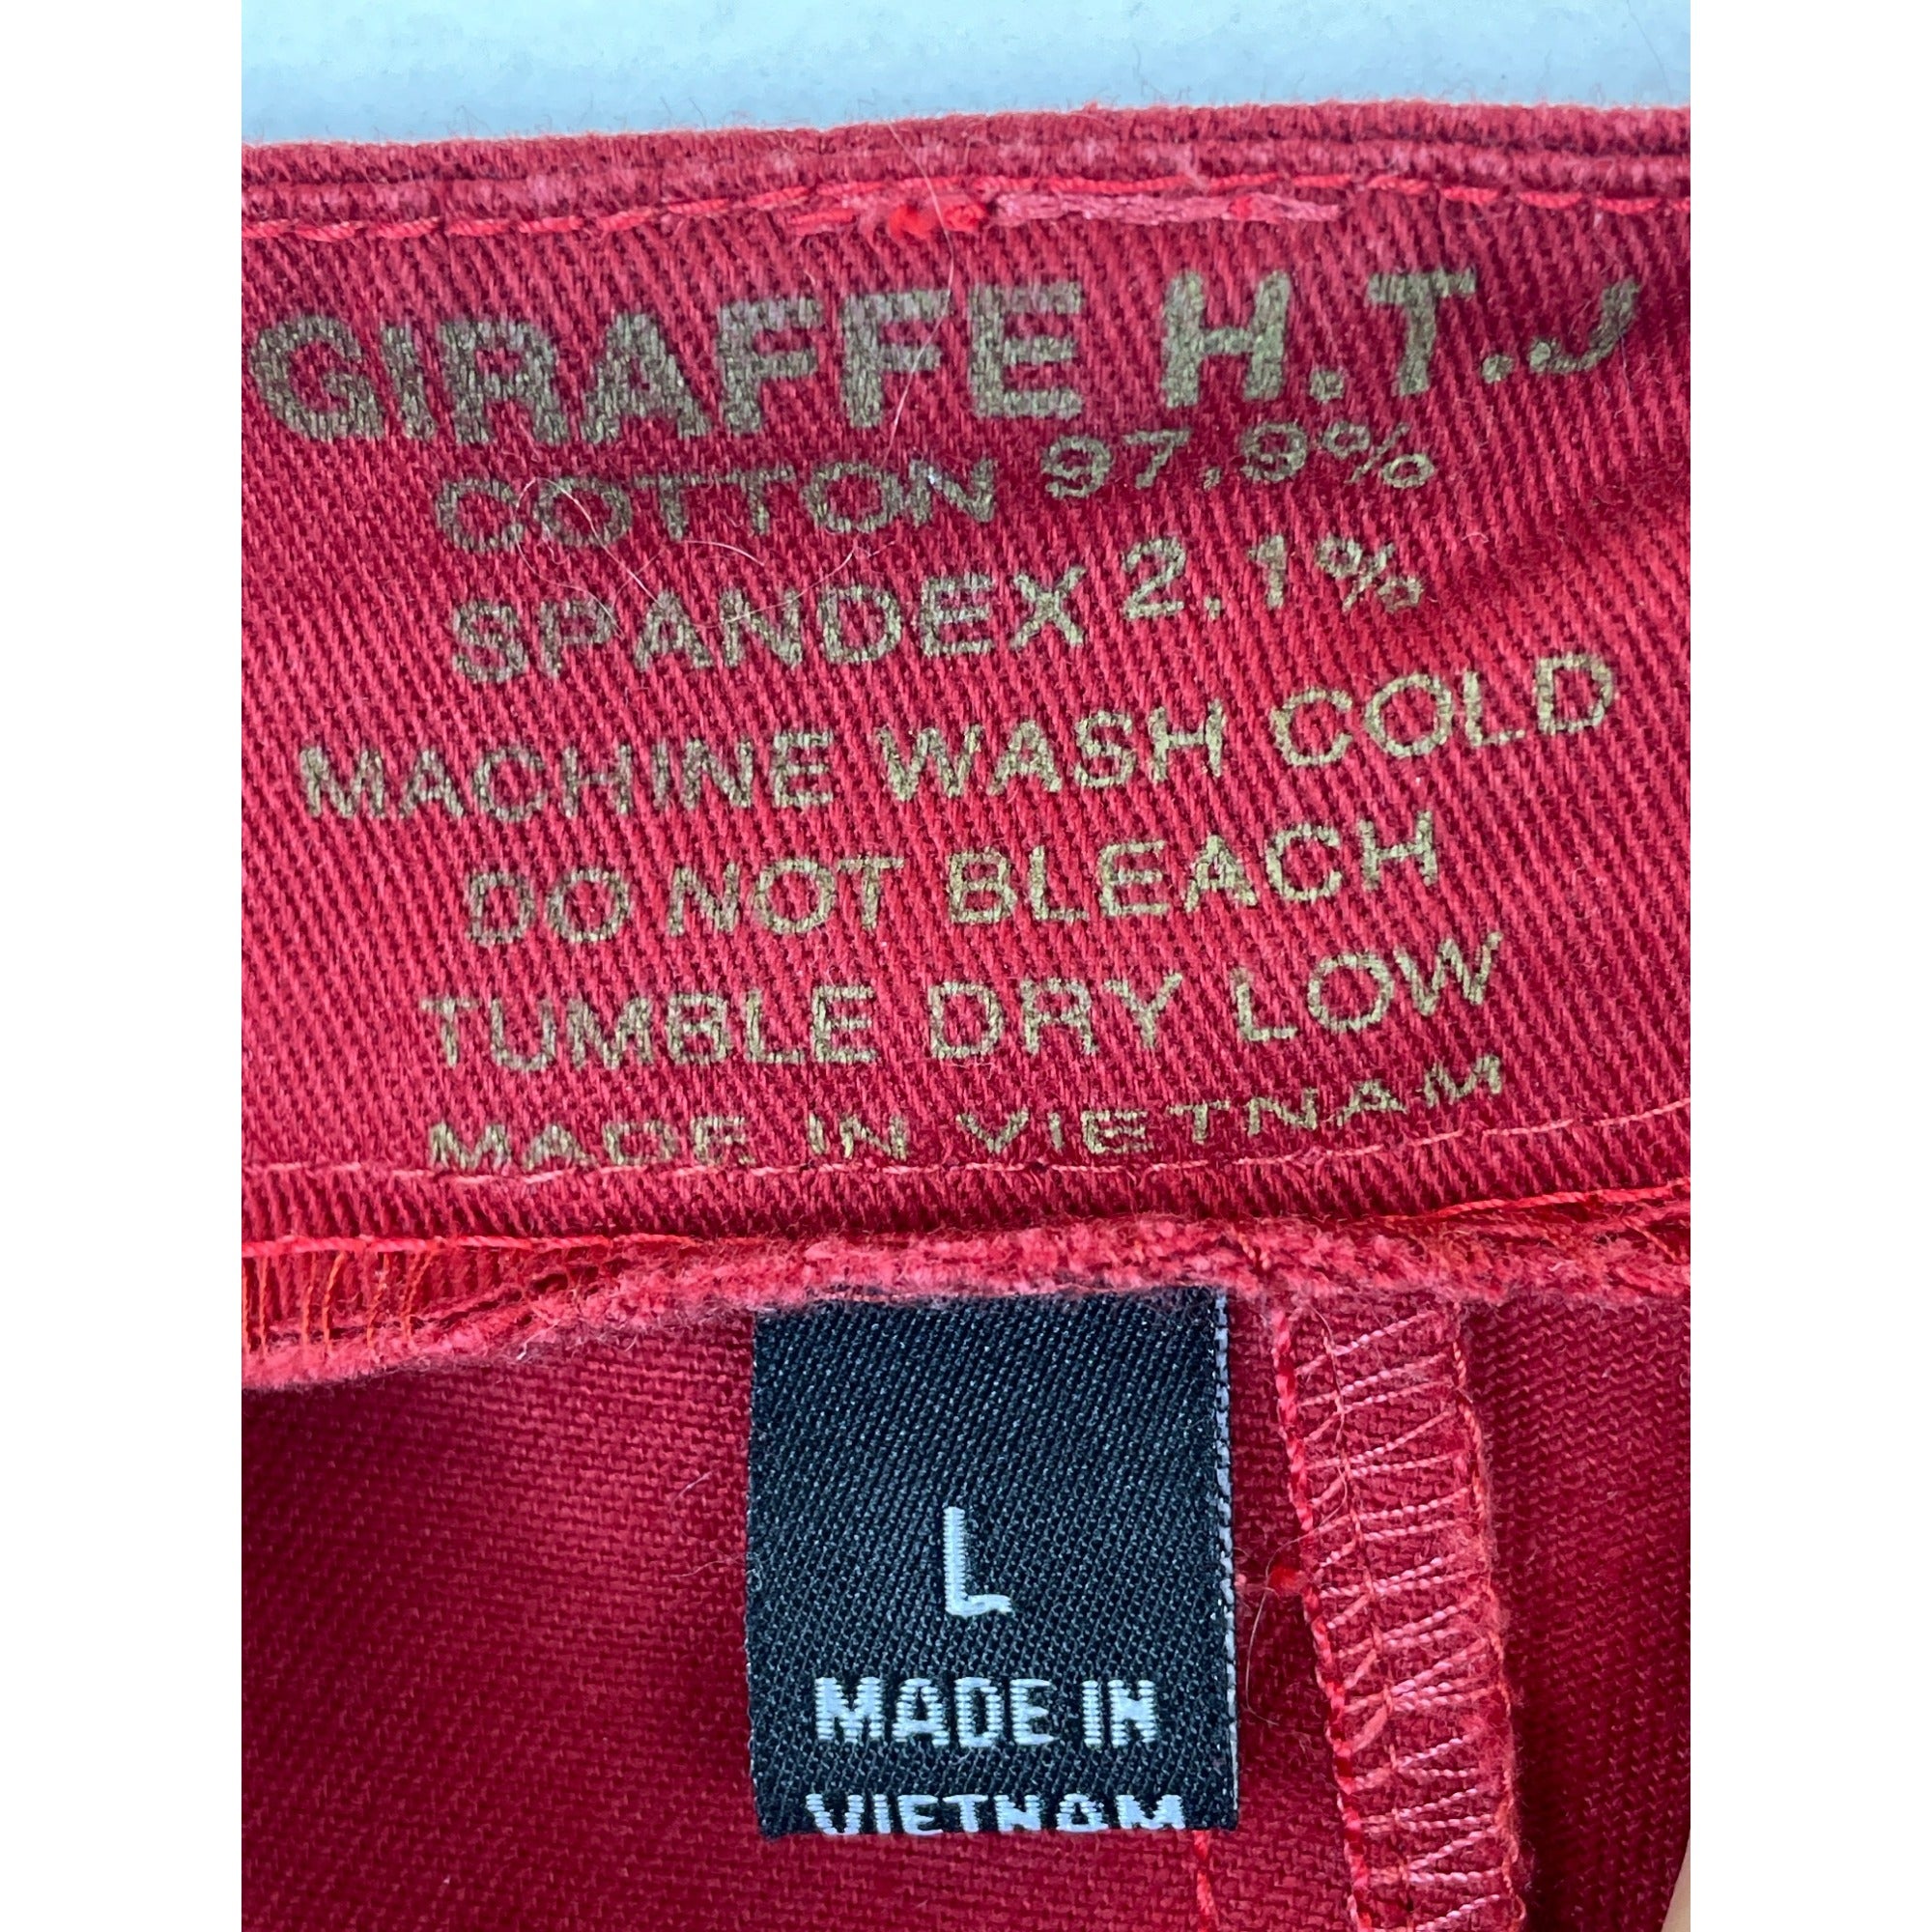 GIRAFFE H.T.J
COTTON 97.9%
SPANDEX 2.1%
MACHINE WASH COLD
DO NOT BLEACH
TUMBLE DRY LOW
MADE IN VIETNAM
L
MADE IN
VIETNAM